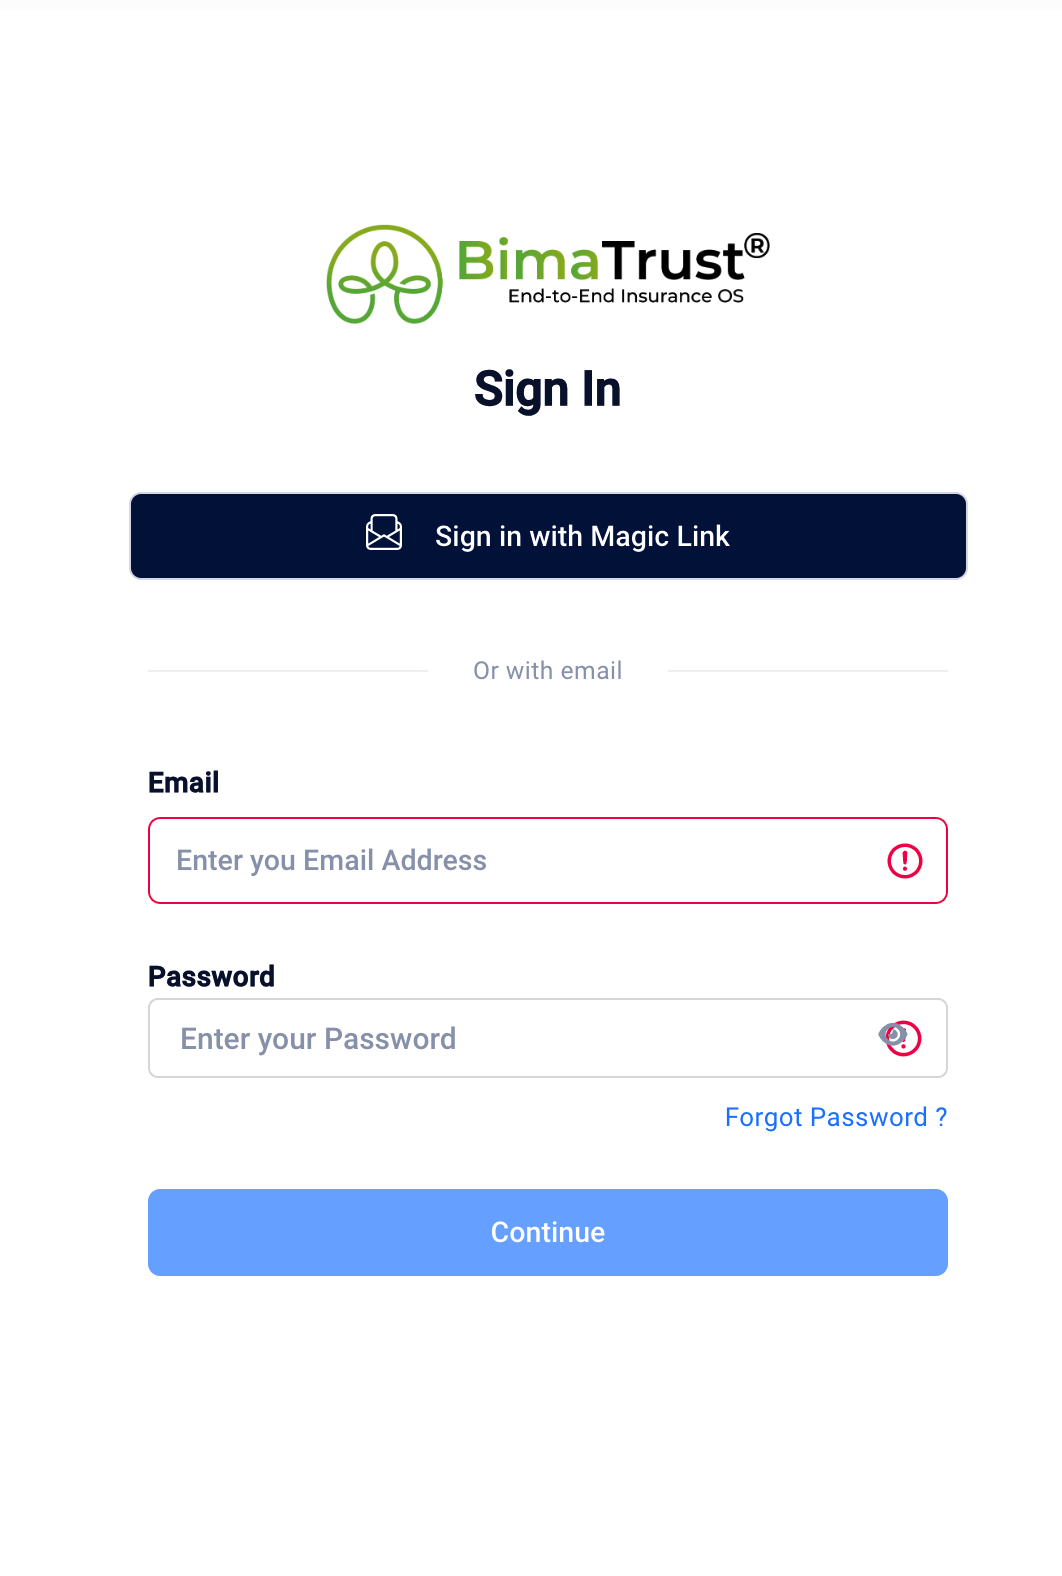 BimaTrust®
End-to-End Insurance OS
Sign In
Sign in with Magic Link
Or with email
Email
Enter you Email Address
Password
Enter your Password
Forgot Password ?
Continue